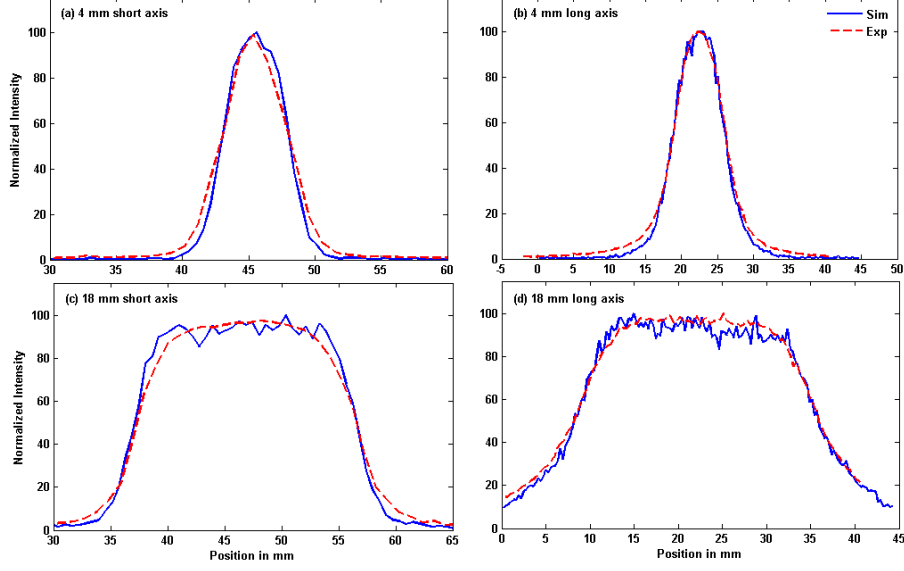 (a) 4 mm short axis
100
80
60
40
20
0
Normalized Intensity
30 35 40 45 50 55 60
(b) 4 mm long axis
Sim
Exp
100
80
60
40
20
0
-5 0 5 10 15 20 25 30 35 40 45 50
(c) 18 mm short axis
100
80
60
40
20
0
Normalized Intensity
30 35 40 45 50 55 60 65
Position in mm
(d) 18 mm long axis
100
80
60
40
20
0
0 5 10 15 20 25 30 35 40 45
Position in mm